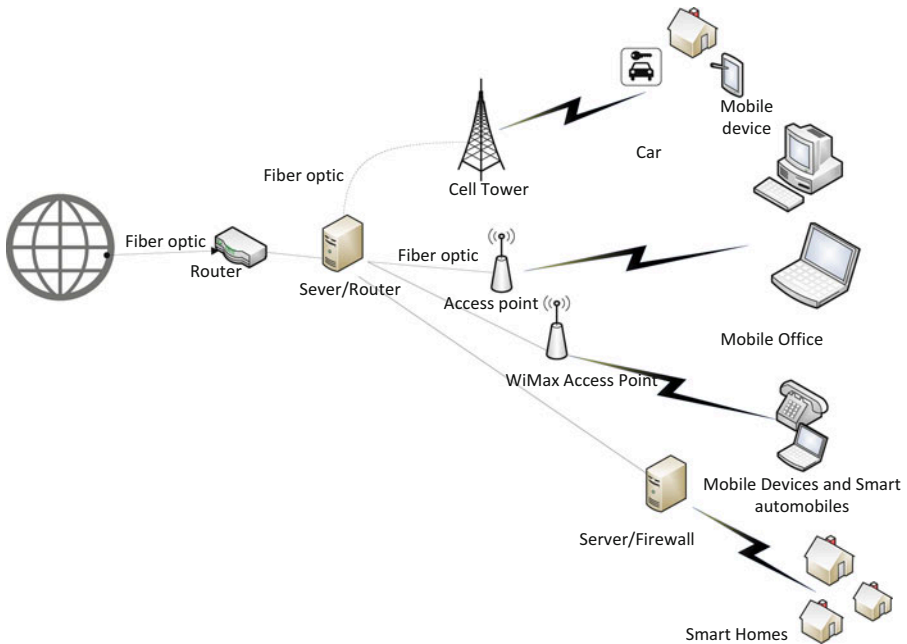 Mobile
device
Car
Fiber optic
Cell Tower
Fiber optic
Router
Sever/Router
Fiber optic
Access point
Mobile Office
WiMax Access Point
Mobile Devices and Smart
automobiles
Server/Firewall
Smart Homes